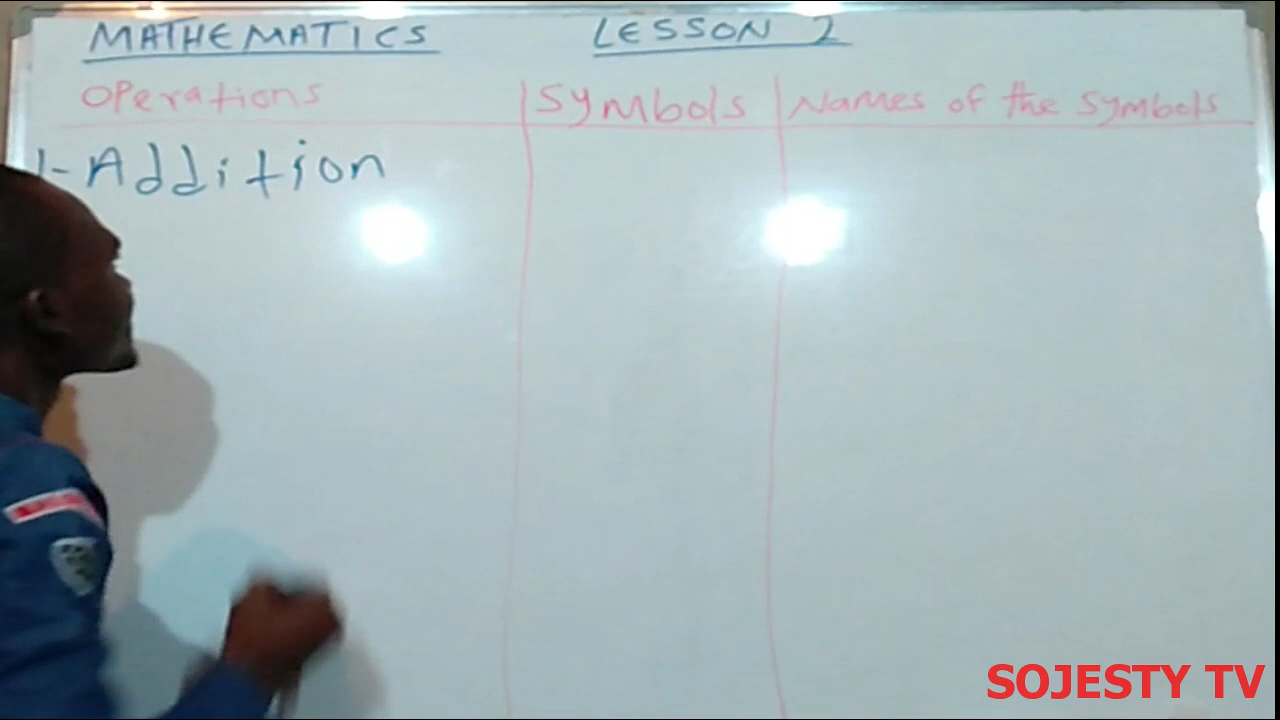 MATHEMATICS LESSON 2
Operations Symbols Names of the symbols
1- Addition
SOJESTY TV